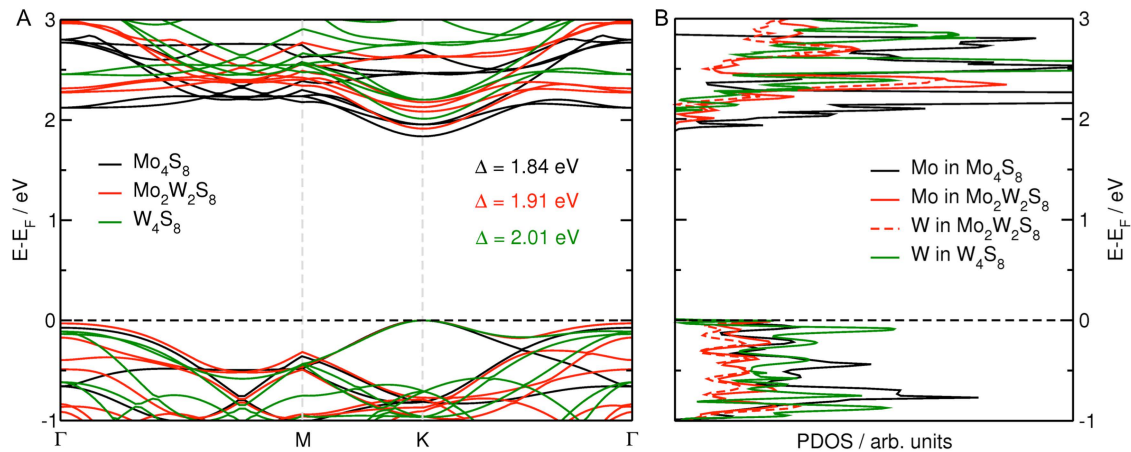 A
B
3
2
1
0
-1
E-E_F / eV
Mo₄S₈
Mo₂W₂S₈
W₄S₈
Δ = 1.84 eV
Δ = 1.91 eV
Δ = 2.01 eV
Γ
M
K
Γ
Mo in Mo₄S₈
Mo in Mo₂W₂S₈
W in Mo₂W₂S₈
W in W₄S₈
3
2
1
0
-1
E-E_F / eV
PDOS / arb. units